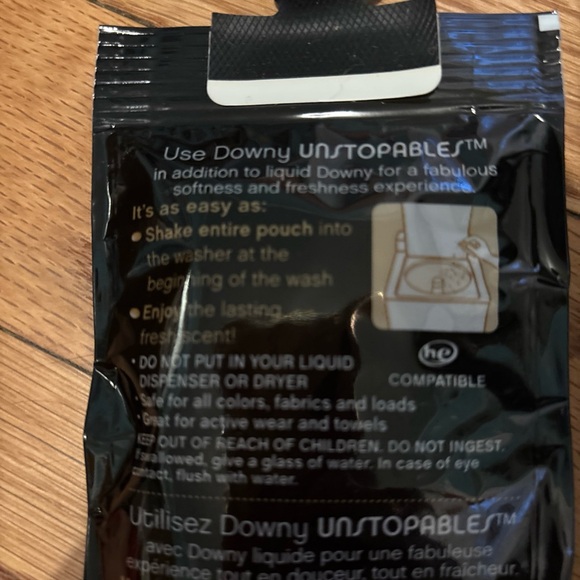 Use Downy UNSTOPABLES™
in addition to liquid Downy for a fabulous
softness and freshness experience
It's as easy as:
• Shake entire pouch into
the washer at the
beginning of the wash
• Enjoy the lasting
fresh scent!
• DO NOT PUT IN YOUR LIQUID
DISPENSER OR DRYER
• Safe for all colors, fabrics and loads
• Great for active wear and towels
KEEP OUT OF REACH OF CHILDREN. DO NOT INGEST.
If swallowed, give a glass of water. In case of eye
contact, flush with water.
he
COMPATIBLE
Utilisez Downy UNSTOPABLES™
avec Downy liquide pour une fabuleuse
expérience tout en douceur, tout en fraîcheur.